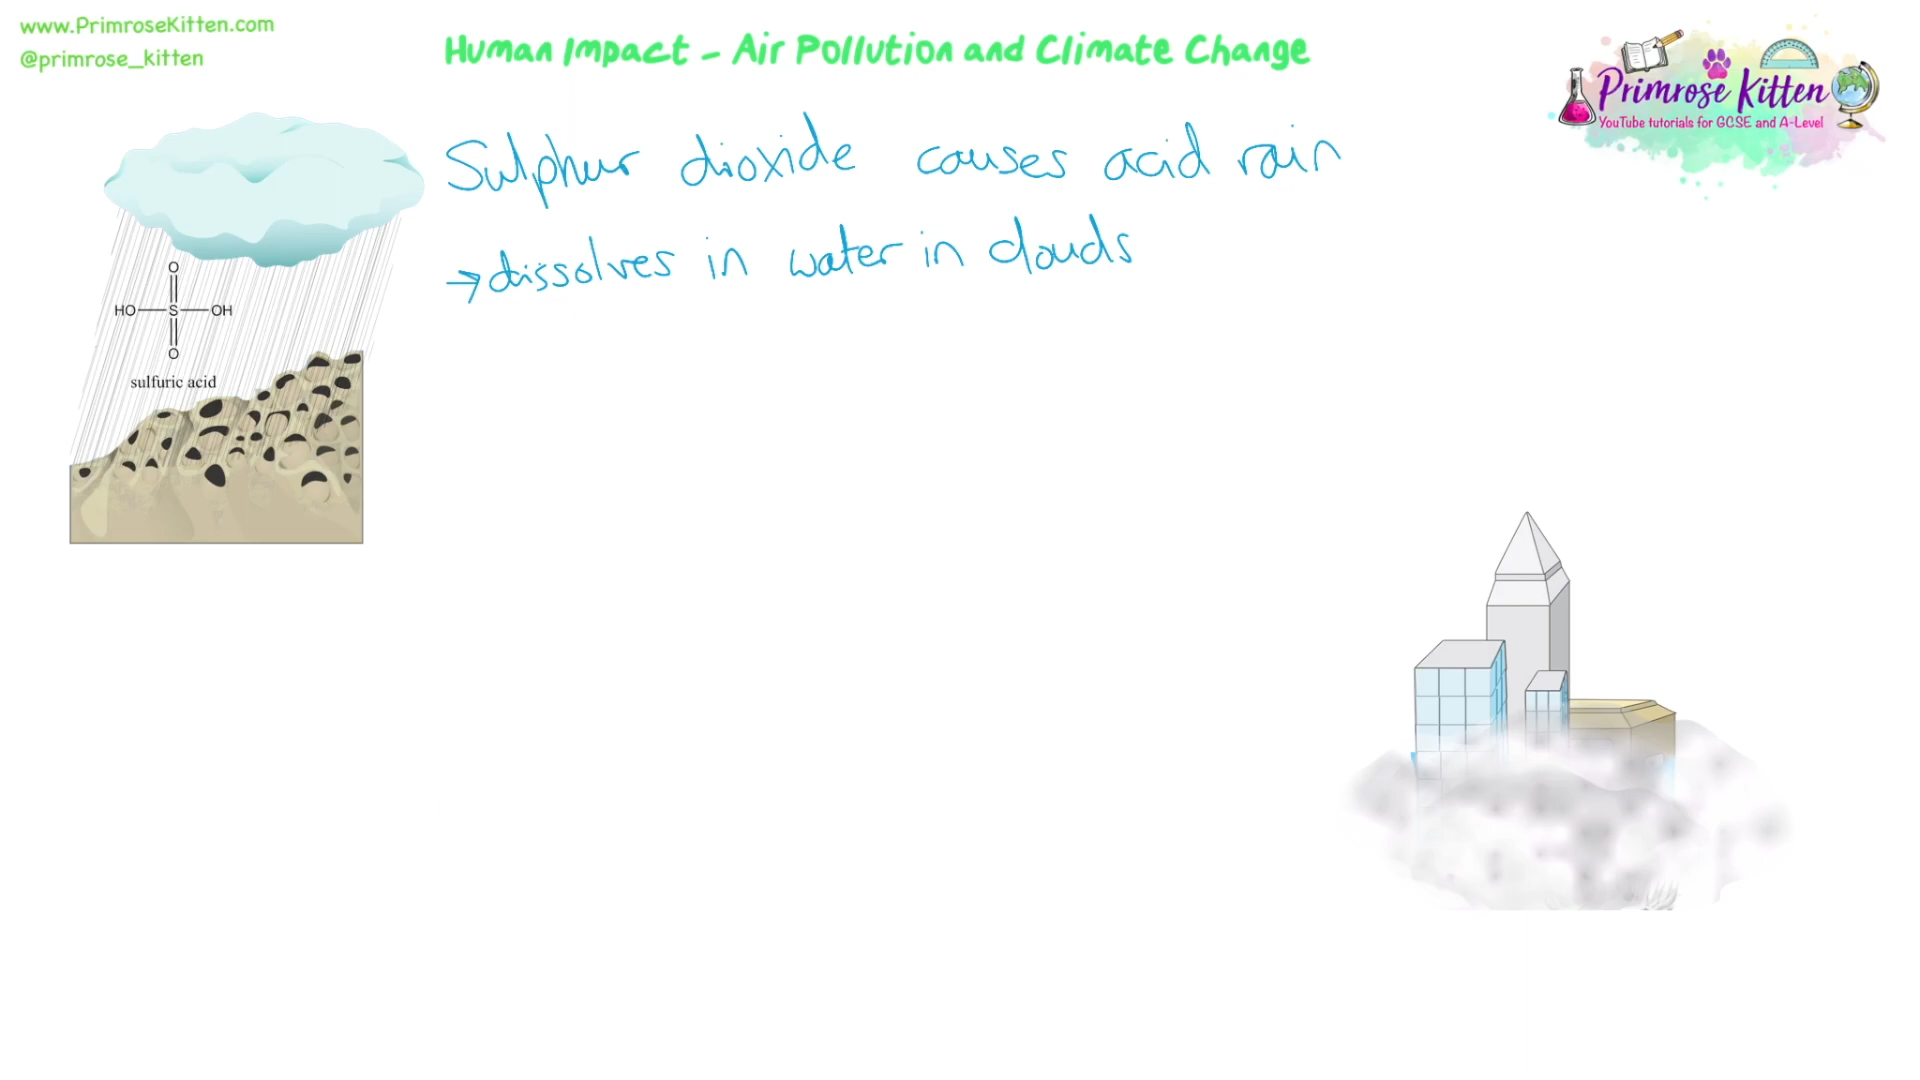 www.PrimroseKitten.com
@primrose_kitten
Human Impact - Air Pollution and Climate Change
Primrose Kitten
YouTube tutorials for GCSE and A-Level
Sulphur dioxide causes acid rain
→ dissolves in water in clouds
O
HO S OH
O
sulfuric acid